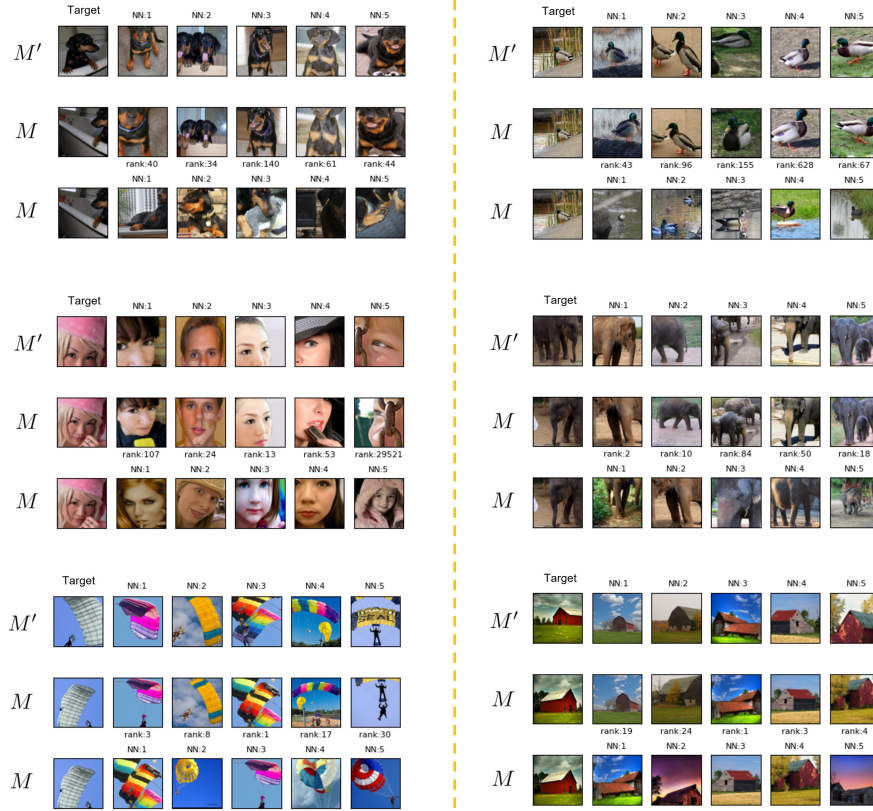 Target NN:1 NN:2 NN:3 NN:4 NN:5
M′
M
rank:40 rank:34 rank:140 rank:61 rank:44
NN:1 NN:2 NN:3 NN:4 NN:5
M
Target NN:1 NN:2 NN:3 NN:4 NN:5
M′
M
rank:107 rank:24 rank:13 rank:53 rank:29521
NN:1 NN:2 NN:3 NN:4 NN:5
M
Target NN:1 NN:2 NN:3 NN:4 NN:5
M′
SEAL
M
rank:3 rank:8 rank:1 rank:17 rank:30
NN:1 NN:2 NN:3 NN:4 NN:5
M
Target NN:1 NN:2 NN:3 NN:4 NN:5
M′
M
rank:43 rank:96 rank:155 rank:628 rank:67
NN:1 NN:2 NN:3 NN:4 NN:5
M
Target NN:1 NN:2 NN:3 NN:4 NN:5
M′
M
rank:2 rank:10 rank:84 rank:50 rank:18
NN:1 NN:2 NN:3 NN:4 NN:5
M
Target NN:1 NN:2 NN:3 NN:4 NN:5
M′
M
rank:19 rank:24 rank:1 rank:3 rank:4
NN:1 NN:2 NN:3 NN:4 NN:5
M